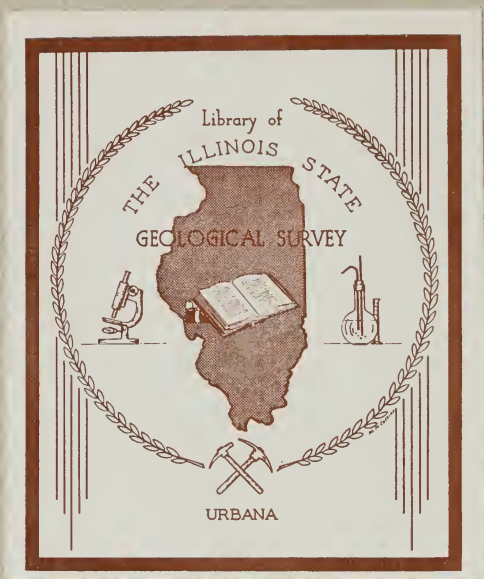 Library of
THE ILLINOIS STATE
GEOLOGICAL SURVEY
URBANA